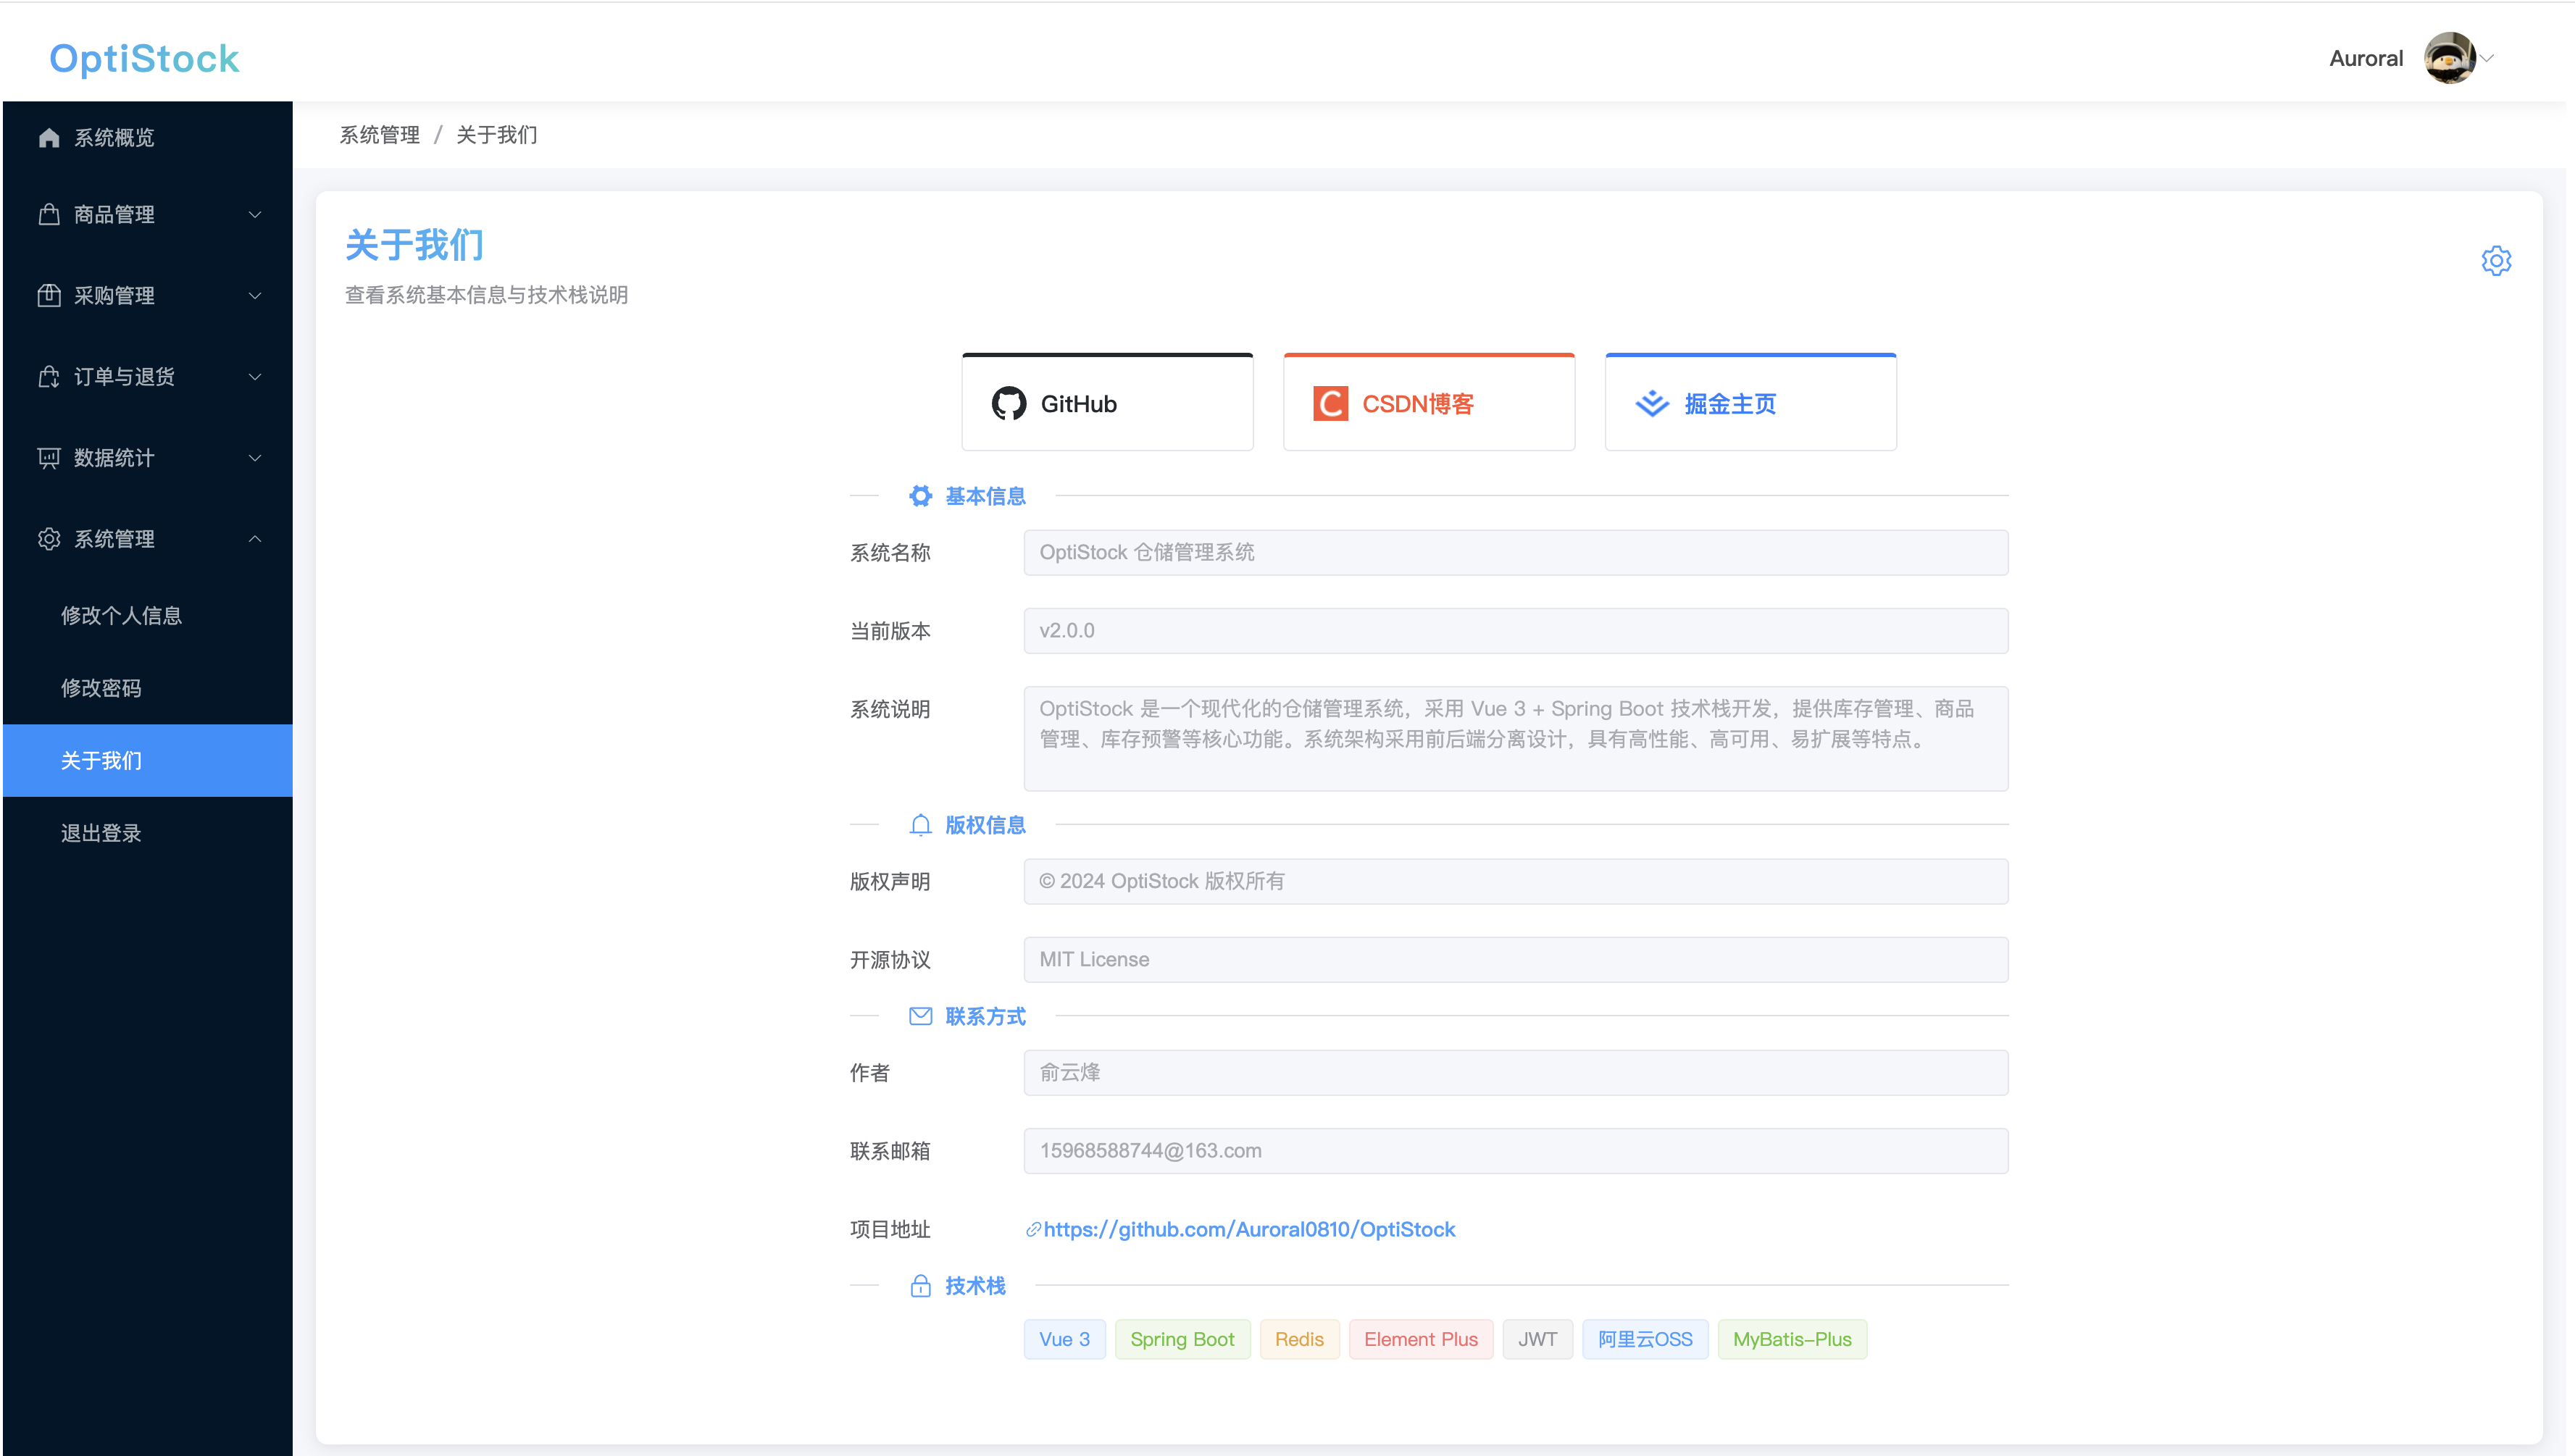 OptiStock
Auroral
系统概览
商品管理
采购管理
订单与退货
数据统计
系统管理
修改个人信息
修改密码
关于我们
退出登录
系统管理 / 关于我们
关于我们
查看系统基本信息与技术栈说明
GitHub
CSDN博客
掘金主页
基本信息
系统名称
OptiStock 仓储管理系统
当前版本
v2.0.0
系统说明
OptiStock 是一个现代化的仓储管理系统，采用 Vue 3 + Spring Boot 技术栈开发，提供库存管理、商品
管理、库存预警等核心功能。系统架构采用前后端分离设计，具有高性能、高可用、易扩展等特点。
版权信息
版权声明
© 2024 OptiStock 版权所有
开源协议
MIT License
联系方式
作者
俞云烽
联系邮箱
15968588744@163.com
项目地址
https://github.com/Auroral0810/OptiStock
技术栈
Vue 3
Spring Boot
Redis
Element Plus
JWT
阿里云OSS
MyBatis-Plus